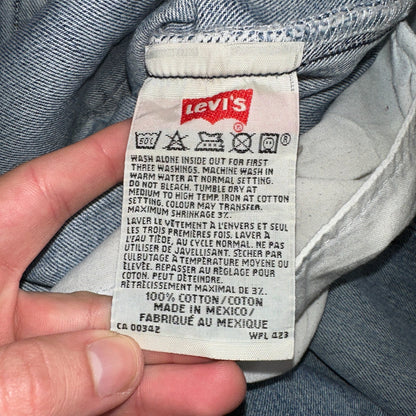 Levi's
50C
WASH ALONE INSIDE OUT FOR FIRST
THREE WASHINGS. MACHINE WASH IN
WARM WATER AT NORMAL SETTING.
DO NOT BLEACH. TUMBLE DRY AT
MEDIUM TO HIGH TEMP. IRON AT COTTON
SETTING. COLOUR MAY TRANSFER.
MAXIMUM SHRINKAGE 3%.
LAVER LE VÊTEMENT À L'ENVERS ET SEUL
LES TROIS PREMIÈRES FOIS. LAVER À
L'EAU TIÈDE, AU CYCLE NORMAL. NE PAS
UTILISER DE JAVELLISANT. SÉCHER PAR
CULBUTAGE À TEMPÉRATURE MOYENNE OU
ÉLEVÉE. REPASSER AU RÉGLAGE POUR
COTON. PEUT DÉTEINDRE.
RÉTRÉCISSEMENT MAXIMAL DE 3%.
100% COTTON/COTON
MADE IN MEXICO/
FABRIQUÉ AU MEXIQUE
CA 00342 WPL 423